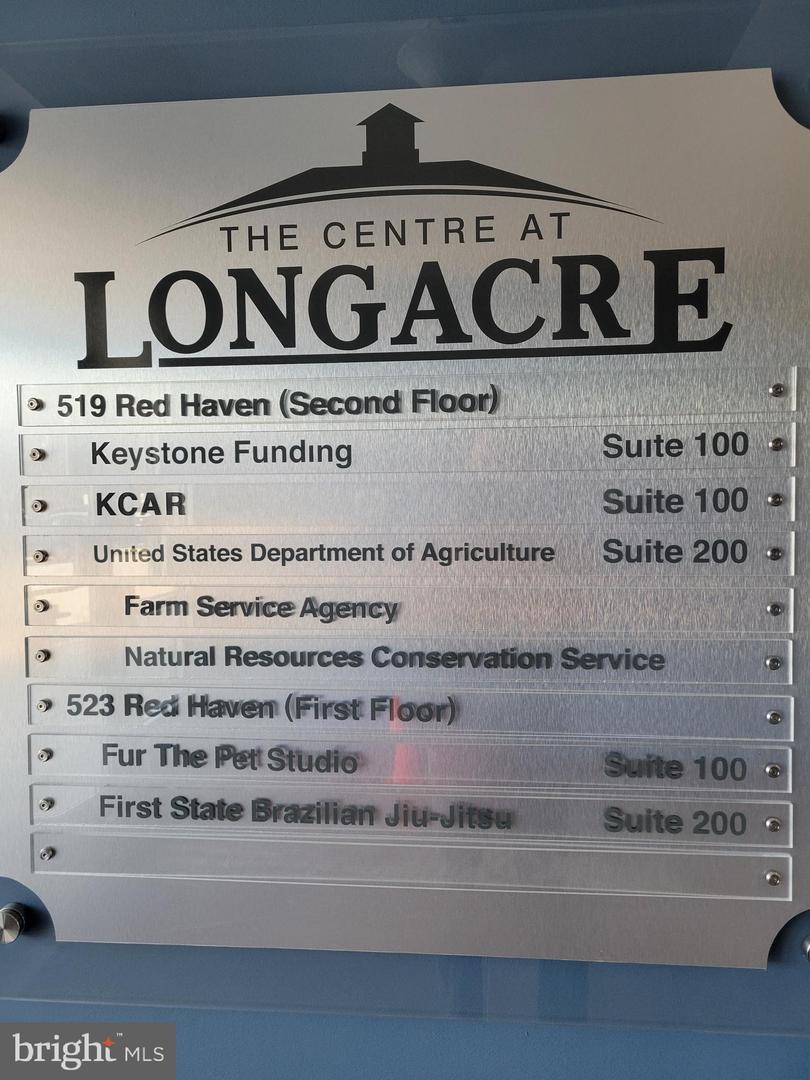 THE CENTRE AT
LONGACRE
519 Red Haven (Second Floor)
Keystone Funding Suite 100
KCAR Suite 100
United States Department of Agriculture Suite 200
Farm Service Agency
Natural Resources Conservation Service
523 Red Haven (First Floor)
Fur The Pet Studio Suite 100
First State Brazilian Jiu-Jitsu Suite 200
bright™ MLS